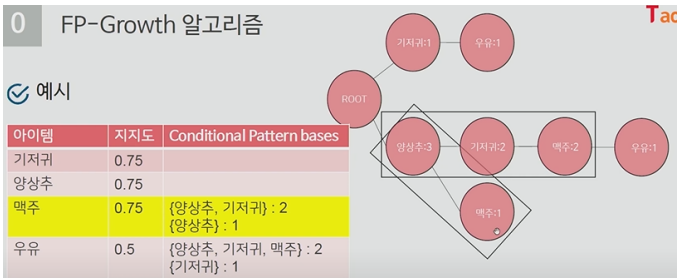 0
FP-Growth 알고리즘
Tac
예시
기저귀:1
우유:1
ROOT
양상추:3
기저귀:2
맥주:2
우유:1
맥주:1
아이템 지지도 Conditional Pattern bases
기저귀 0.75
양상추 0.75
맥주 0.75 {양상추, 기저귀} : 2
{양상추} : 1
우유 0.5 {양상추, 기저귀, 맥주} : 2
{기저귀} : 1